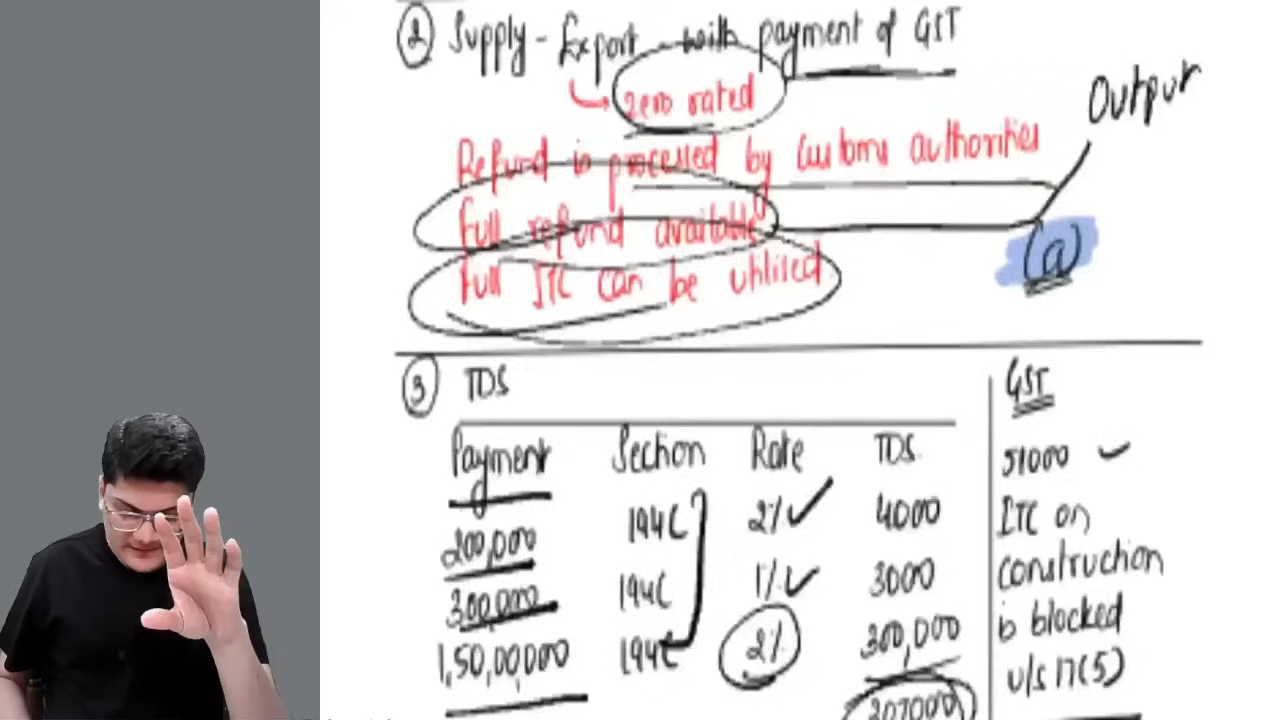 ② Supply - Export with payment of GST
zero rated
Output
Refund is processed by Customs authorities
Full refund available
(a)
Full ITC can be utilised
③ TDS
Payment Section Rate TDS
200,000 194C 2% 4000
300,000 194C 1% 3000
1,50,00,000 194C 2% 300,000
307000
GST
51000
ITC on
construction
is blocked
u/s 17(5)